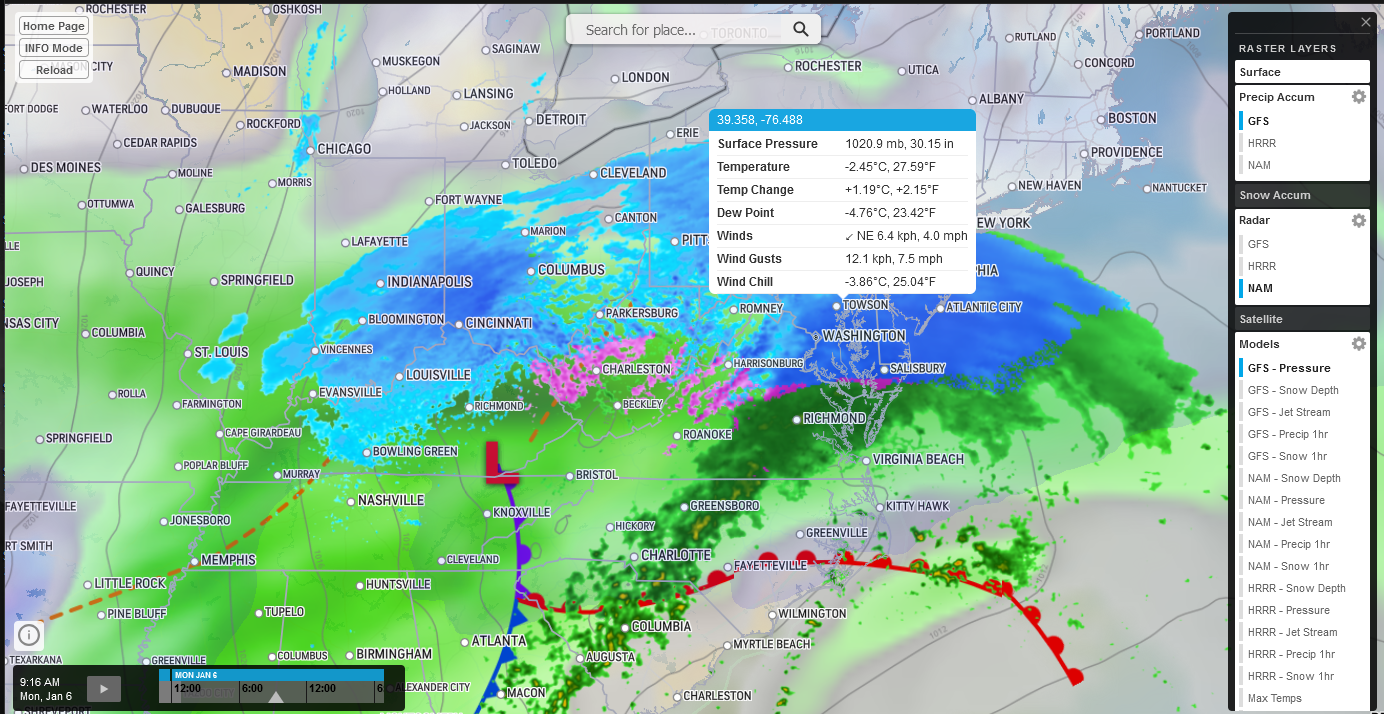 ROCHESTER
OSHKOSH
Home Page
Search for place...
TORONTO
RUTLAND
PORTLAND
INFO Mode
SAGINAW
CONCORD
RASTER LAYERS
Reload
MASON CITY
MADISON
MUSKEGON
LONDON
ROCHESTER
UTICA
Surface
FORT DODGE
WATERLOO
DUBUQUE
HOLLAND
LANSING
ALBANY
Precip Accum
ROCKFORD
JACKSON
DETROIT
ERIE
39.358, -76.488
BOSTON
GFS
CEDAR RAPIDS
CHICAGO
Surface Pressure 1020.9 mb, 30.15 in
PROVIDENCE
HRRR
DES MOINES
MOLINE
TOLEDO
CLEVELAND
Temperature -2.45°C, 27.59°F
NAM
MORRIS
Temp Change +1.19°C, +2.15°F
NEW HAVEN
NANTUCKET
Snow Accum
OTTUMWA
GALESBURG
FORT WAYNE
CANTON
Dew Point -4.76°C, 23.42°F
EW YORK
Radar
LLE
LAFAYETTE
MARION
PITT
Winds ↙ NE 6.4 kph, 4.0 mph
GFS
JOSEPH
QUINCY
SPRINGFIELD
INDIANAPOLIS
COLUMBUS
Wind Gusts 12.1 kph, 7.5 mph
HRRR
PHIA
Wind Chill -3.86°C, 25.04°F
NAM
NSAS CITY
COLUMBIA
BLOOMINGTON
CINCINNATI
PARKERSBURG
ROMNEY
TOWSON
ATLANTIC CITY
Satellite
ST. LOUIS
VINCENNES
WASHINGTON
Models
ROLLA
FARMINGTON
EVANSVILLE
LOUISVILLE
CHARLESTON
HARRISONBURG
SALISBURY
GFS - Pressure
GFS - Snow Depth
RICHMOND
BECKLEY
RICHMOND
GFS - Jet Stream
SPRINGFIELD
CAPE GIRARDEAU
ROANOKE
GFS - Precip 1hr
BOWLING GREEN
VIRGINIA BEACH
GFS - Snow 1hr
POPLAR BLUFF
MURRAY
L
BRISTOL
NAM - Snow Depth
FAYETTEVILLE
NASHVILLE
GREENSBORO
KITTY HAWK
NAM - Pressure
JONESBORO
KNOXVILLE
HICKORY
GREENVILLE
NAM - Jet Stream
RT SMITH
MEMPHIS
CLEVELAND
CHARLOTTE
FAYETTEVILLE
NAM - Precip 1hr
NAM - Snow 1hr
LITTLE ROCK
HUNTSVILLE
HRRR - Snow Depth
PINE BLUFF
TUPELO
WILMINGTON
HRRR - Pressure
COLUMBIA
1012
HRRR - Jet Stream
ATLANTA
MYRTLE BEACH
TEXARKANA
GREENVILLE
COLUMBUS
BIRMINGHAM
AUGUSTA
HRRR - Precip 1hr
MON JAN 6
HRRR - Snow 1hr
9:16 AM
12:00
6:00
12:00
6
ALEXANDER CITY
MACON
CHARLESTON
Mon, Jan 6
Max Temps
SHREVEPORT